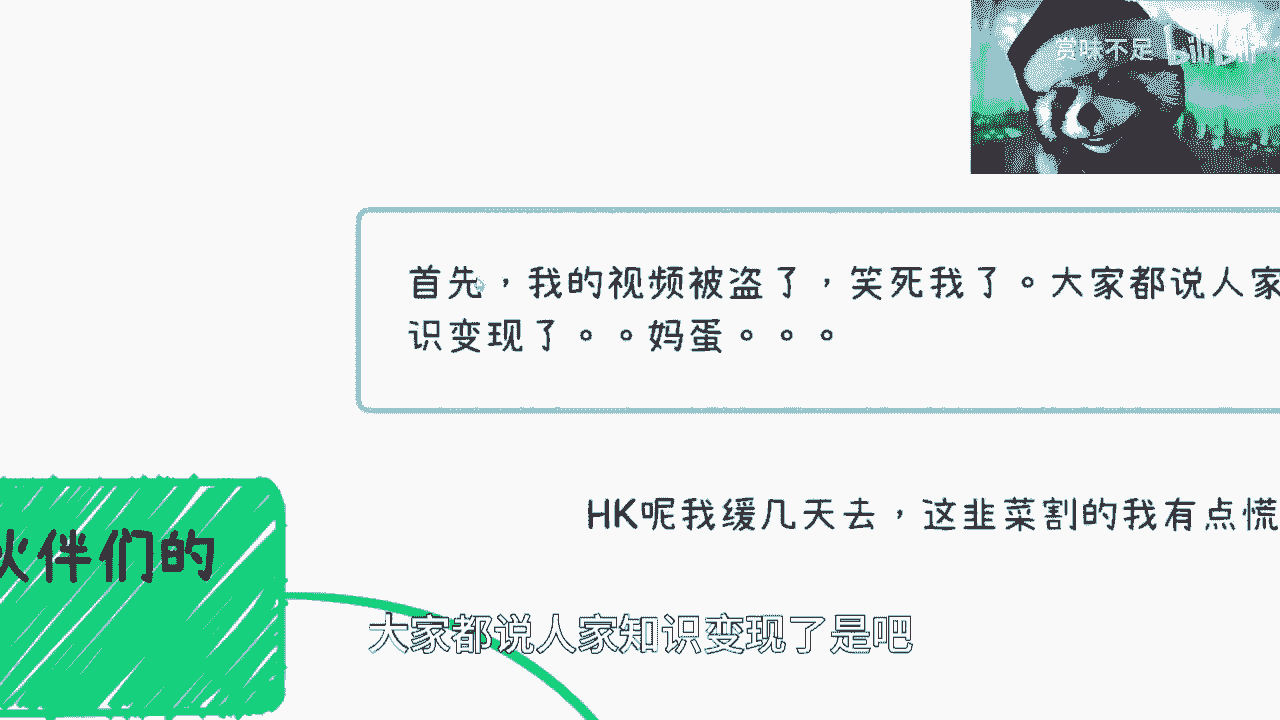 赏味不足 bilibili
首先，我的视频被盗了，笑死我了。大家都说人家
识变现了。。妈蛋。。。
HK呢我缓几天去，这韭菜割的我有点慌
伙伴们的
大家都说人家知识变现了是吧